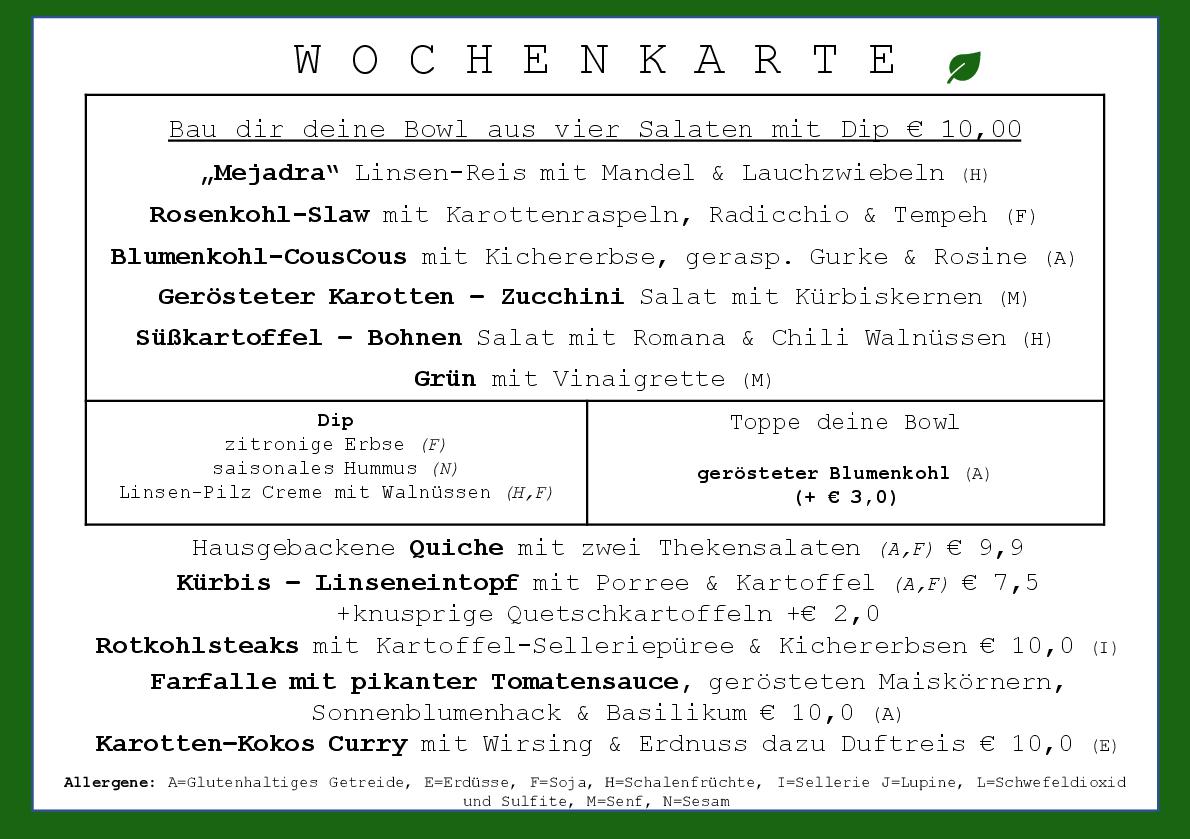 WOCHENKARTE
Bau dir deine Bowl aus vier Salaten mit Dip € 10,00
„Mejadra“ Linsen-Reis mit Mandel & Lauchzwiebeln (H)
Rosenkohl-Slaw mit Karottenraspeln, Radicchio & Tempeh (F)
Blumenkohl-CousCous mit Kichererbse, gerasp. Gurke & Rosine (A)
Gerösteter Karotten – Zucchini Salat mit Kürbiskernen (M)
Süßkartoffel – Bohnen Salat mit Romana & Chili Walnüssen (H)
Grün mit Vinaigrette (M)
Dip
zitronige Erbse (F)
saisonales Hummus (N)
Linsen-Pilz Creme mit Walnüssen (H,F)
Toppe deine Bowl
gerösteter Blumenkohl (A)
(+ € 3,0)
Hausgebackene Quiche mit zwei Thekensalaten (A,F) € 9,9
Kürbis – Linseneintopf mit Porree & Kartoffel (A,F) € 7,5
+knusprige Quetschkartoffeln +€ 2,0
Rotkohlsteaks mit Kartoffel-Selleriepüree & Kichererbsen € 10,0 (I)
Farfalle mit pikanter Tomatensauce, gerösteten Maiskörnern,
Sonnenblumenhack & Basilikum € 10,0 (A)
Karotten-Kokos Curry mit Wirsing & Erdnuss dazu Duftreis € 10,0 (E)
Allergene: A=Glutenhaltiges Getreide, E=Erdüsse, F=Soja, H=Schalenfrüchte, I=Sellerie J=Lupine, L=Schwefeldioxid
und Sulfite, M=Senf, N=Sesam